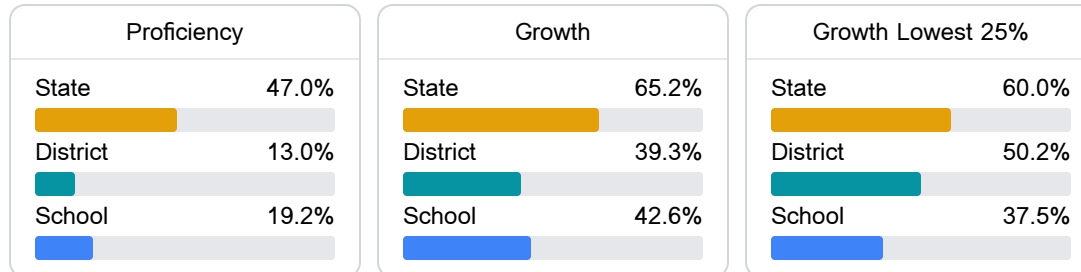 Proficiency
State 47.0%
District 13.0%
School 19.2%
Growth
State 65.2%
District 39.3%
School 42.6%
Growth Lowest 25%
State 60.0%
District 50.2%
School 37.5%